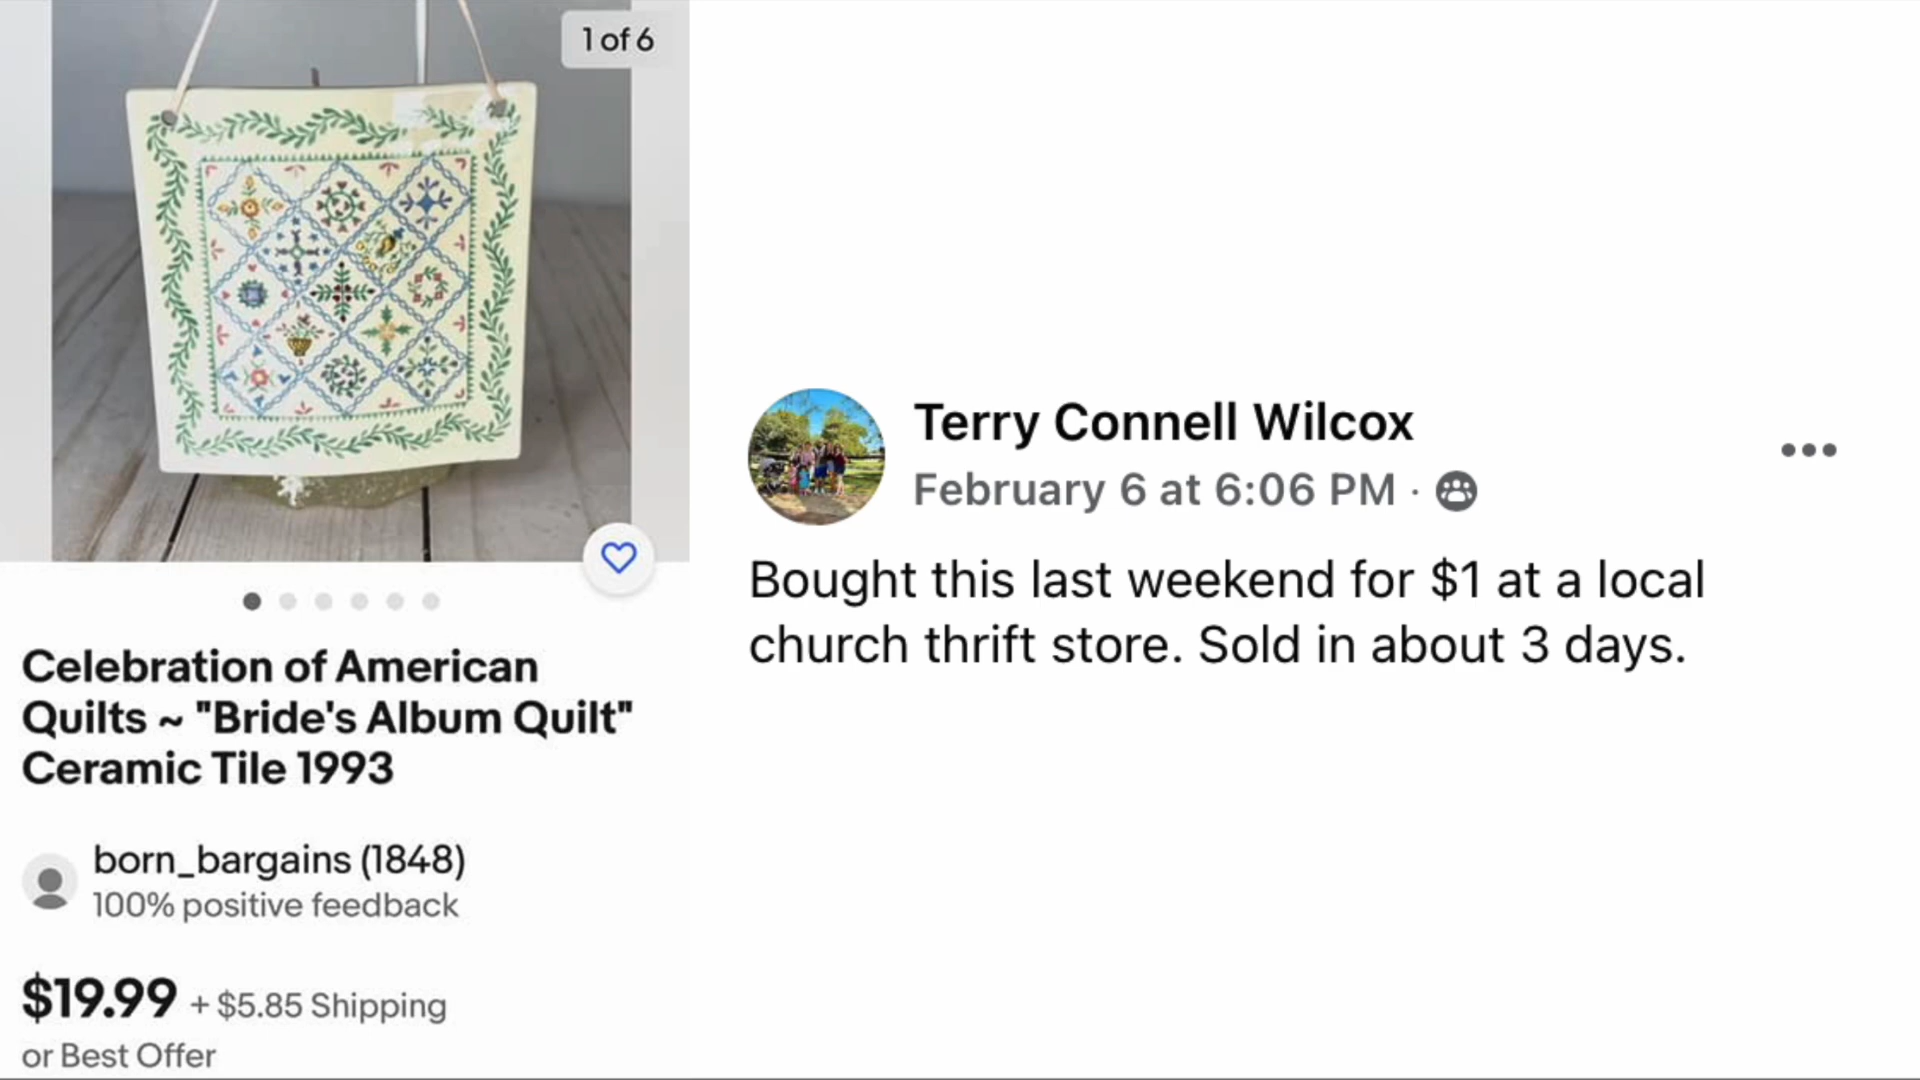 1 of 6
Celebration of American
Quilts ~ "Bride's Album Quilt"
Ceramic Tile 1993
born_bargains (1848)
100% positive feedback
$19.99 + $5.85 Shipping
or Best Offer
Terry Connell Wilcox
February 6 at 6:06 PM ·
Bought this last weekend for $1 at a local
church thrift store. Sold in about 3 days.